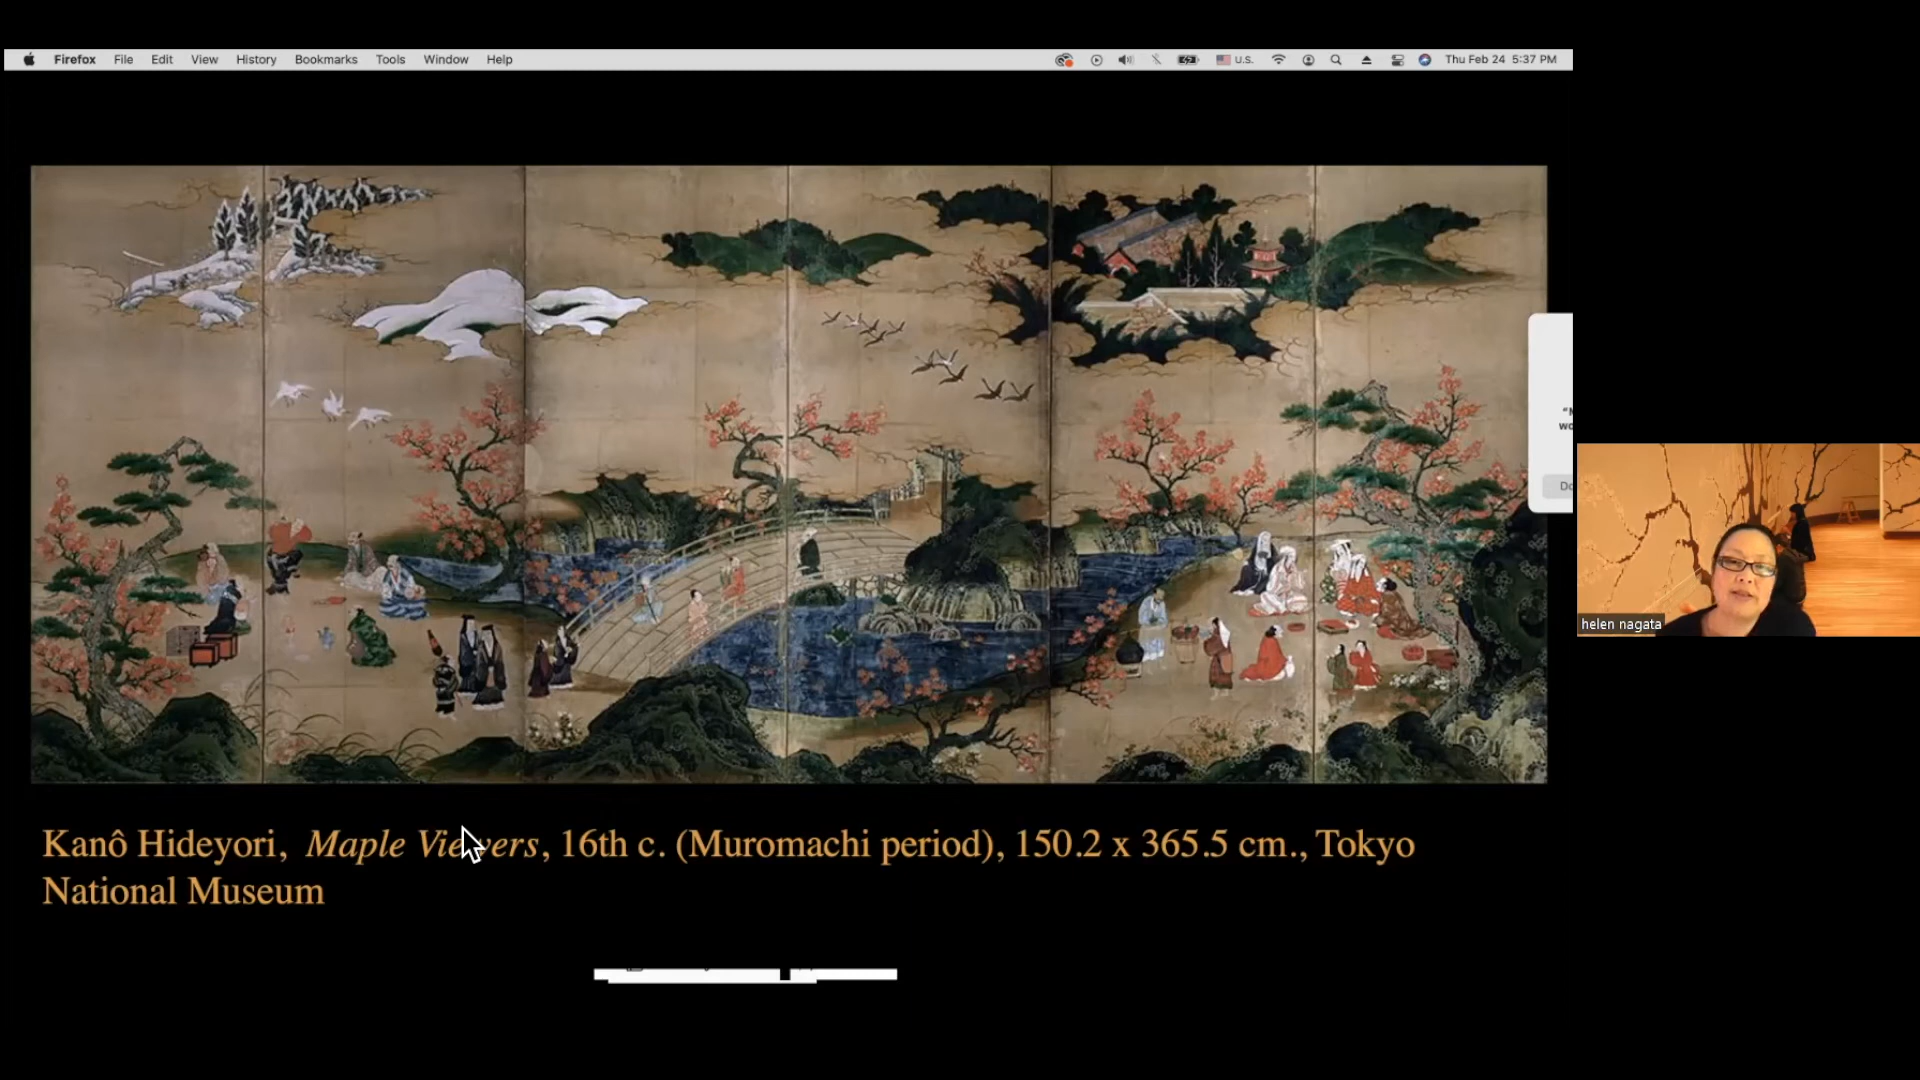 Firefox File Edit View History Bookmarks Tools Window Help U.S. Thu Feb 24 5:37 PM
helen nagata
Kanô Hideyori, Maple Viewers, 16th c. (Muromachi period), 150.2 x 365.5 cm., Tokyo
National Museum